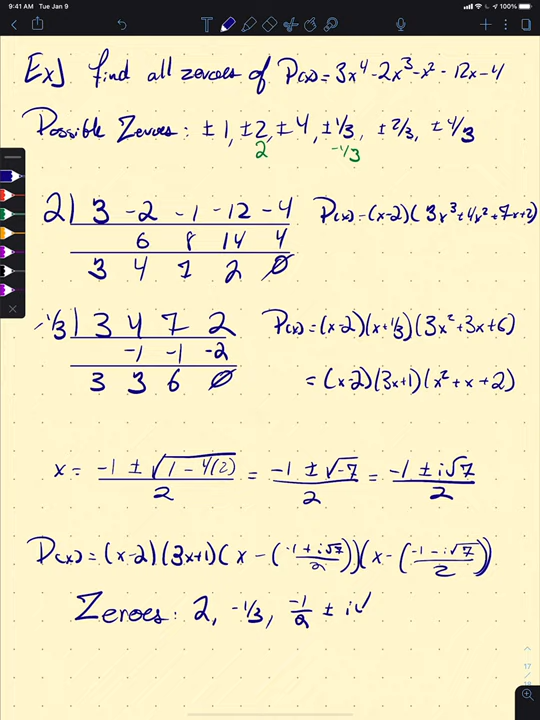 9:41 AM Tue Jan 9 100%
Ex] find all zeroes of P(x) = 3x⁴ - 2x³ - x² - 12x - 4
Possible Zeroes: ± 1, ± 2, ± 4, ± 1/3, ± 2/3, ± 4/3
2 -1/3
2| 3 -2 -1 -12 -4 P(x) = (x-2)(3x³ + 4x² + 7x + 2)
6 8 14 4
3 4 7 2 0
-1/3| 3 4 7 2 P(x) = (x-2)(x+1/3)(3x² + 3x + 6)
-1 -1 -2
3 3 6 0 = (x-2)(3x+1)(x² + x + 2)
x = (-1 ± √(1 - 4(2)))/2 = (-1 ± √-7)/2 = (-1 ± i√7)/2
P(x) = (x-2)(3x+1)(x - ((-1 + i√7)/2))(x - ((-1 - i√7)/2))
Zeroes: 2, -1/3, -1/2 ± i√
17
/